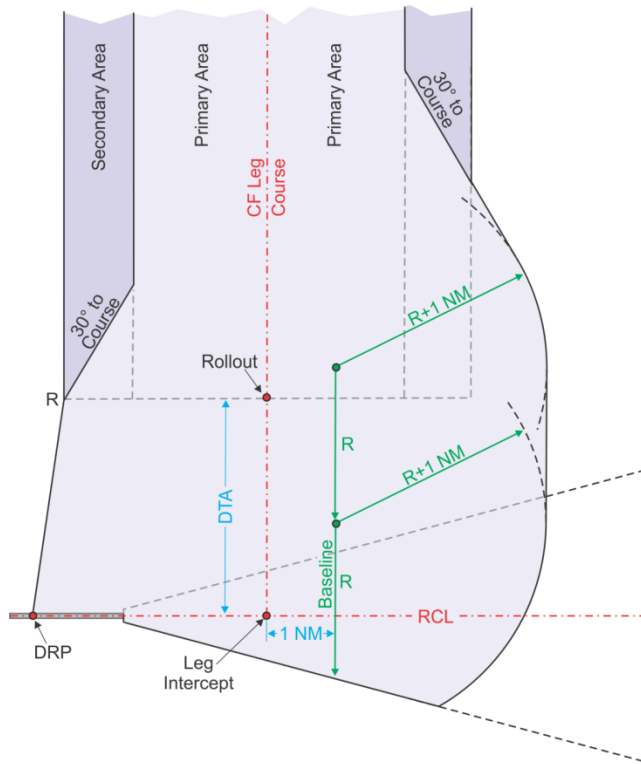 Secondary Area
Primary Area
CF Leg
Course
Primary Area
30° to
Course
30° to
Course
R+1 NM
Rollout
R
R
R+1 NM
DTA
Baseline
R
RCL
1 NM
DRP
Leg
Intercept